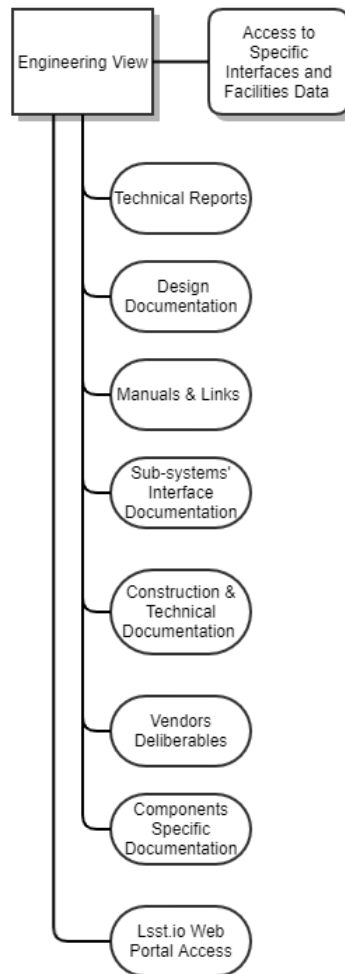 Engineering View
Access to
Specific
Interfaces and
Facilities Data
Technical Reports
Design
Documentation
Manuals & Links
Sub-systems'
Interface
Documentation
Construction &
Technical
Documentation
Vendors
Deliberables
Components
Specific
Documentation
Lsst.io Web
Portal Access